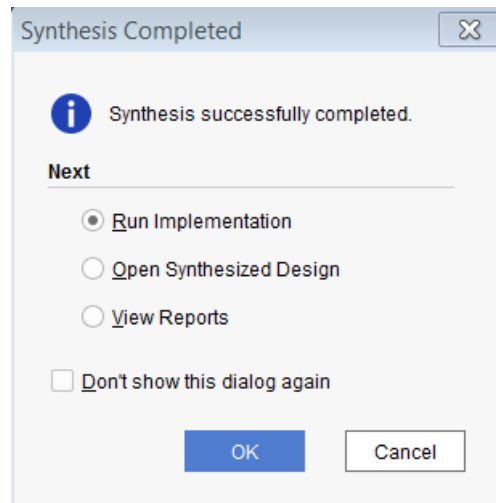 Synthesis Completed
Synthesis successfully completed.
Next
Run Implementation
Open Synthesized Design
View Reports
Don't show this dialog again
OK
Cancel